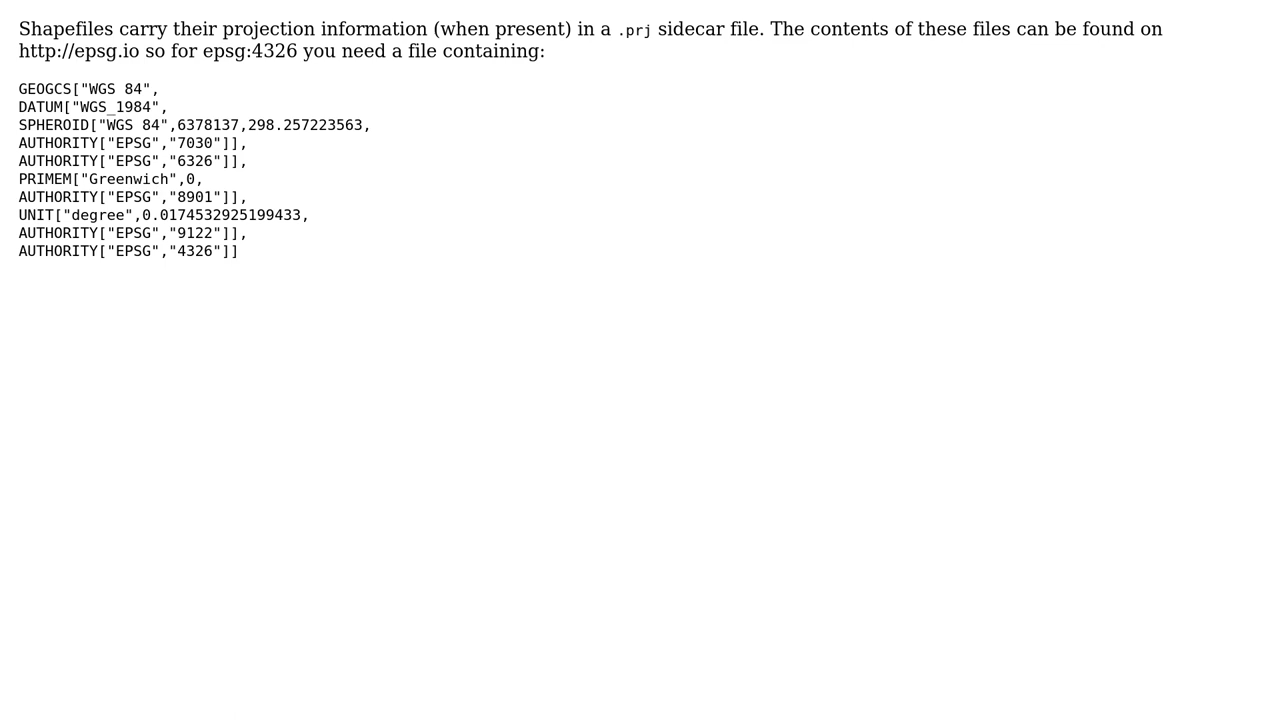 Shapefiles carry their projection information (when present) in a .prj sidecar file. The contents of these files can be found on
http://epsg.io so for epsg:4326 you need a file containing:
GEOGCS["WGS 84",
DATUM["WGS_1984",
SPHEROID["WGS 84",6378137,298.257223563,
AUTHORITY["EPSG","7030"]],
AUTHORITY["EPSG","6326"]],
PRIMEM["Greenwich",0,
AUTHORITY["EPSG","8901"]],
UNIT["degree",0.0174532925199433,
AUTHORITY["EPSG","9122"]],
AUTHORITY["EPSG","4326"]]